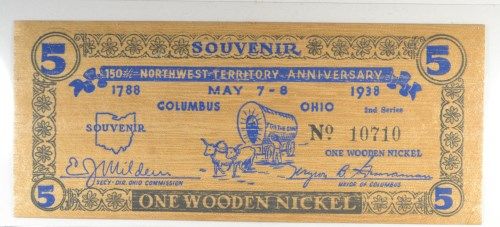 5 SOUVENIR 5
150TH NORTHWEST TERRITORY ANNIVERSARY
1788 MAY 7-8 1938
COLUMBUS OHIO
2nd Series
SOUVENIR
No 10710
ONE WOODEN NICKEL
SECY-DIR. OHIO COMMISSION
MAYOR OF COLUMBUS
5 ONE WOODEN NICKEL 5